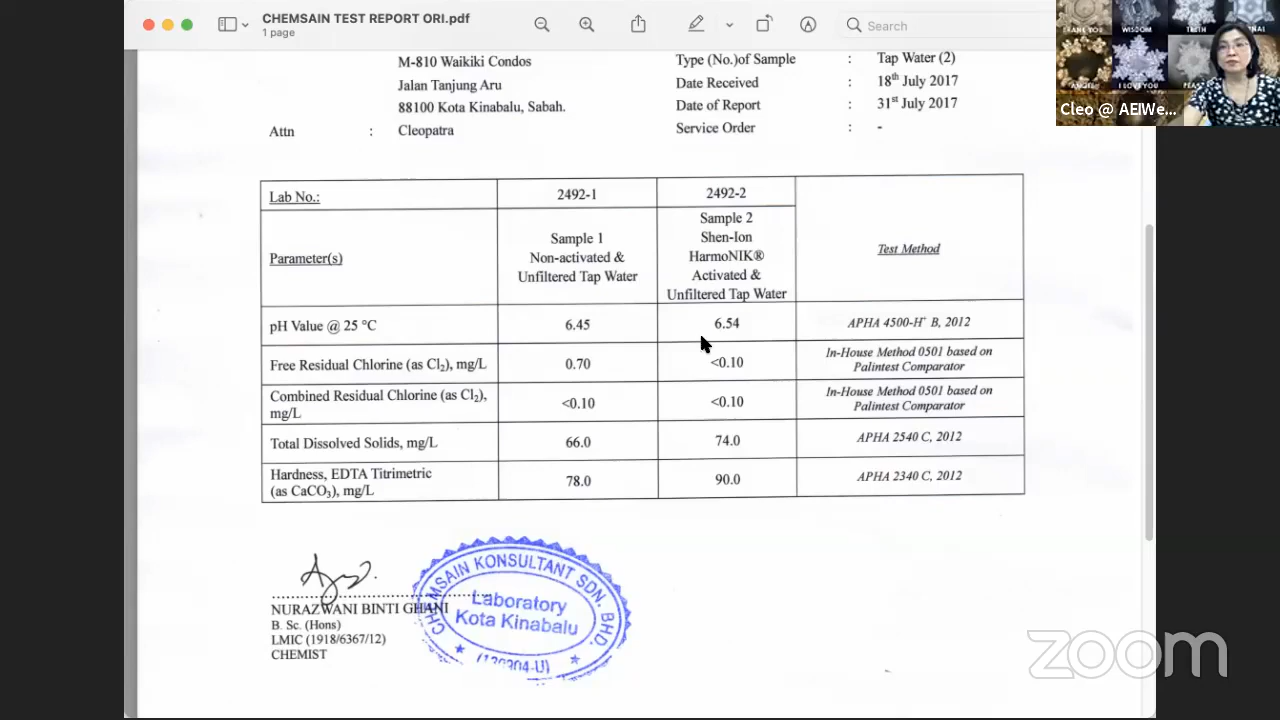 CHEMSAIN TEST REPORT ORI.pdf
1 page
Search
THANK YOU
WISDOM
TRUTH
ANGELS
I LOVE YOU
Cleo @ AEIWe...
M-810 Waikiki Condos
Jalan Tanjung Aru
88100 Kota Kinabalu, Sabah.
Attn : Cleopatra
Type (No.)of Sample : Tap Water (2)
Date Received : 18th July 2017
Date of Report : 31st July 2017
Service Order : -
Lab No.: 2492-1 2492-2
Parameter(s)
Sample 1
Non-activated &
Unfiltered Tap Water
Sample 2
Shen-Ion
HarmoNIK®
Activated &
Unfiltered Tap Water
Test Method
pH Value @ 25 °C 6.45 6.54 APHA 4500-H⁺ B, 2012
Free Residual Chlorine (as Cl₂), mg/L 0.70 <0.10
In-House Method 0501 based on
Palintest Comparator
Combined Residual Chlorine (as Cl₂),
mg/L
<0.10 <0.10
In-House Method 0501 based on
Palintest Comparator
Total Dissolved Solids, mg/L 66.0 74.0 APHA 2540 C, 2012
Hardness, EDTA Titrimetric
(as CaCO₃), mg/L
78.0 90.0 APHA 2340 C, 2012
NURAZWANI BINTI GHANI
B. Sc. (Hons)
LMIC (1918/6367/12)
CHEMIST
CHEMSAIN KONSULTANT SDN. BHD.
Laboratory
Kota Kinabalu
zoom